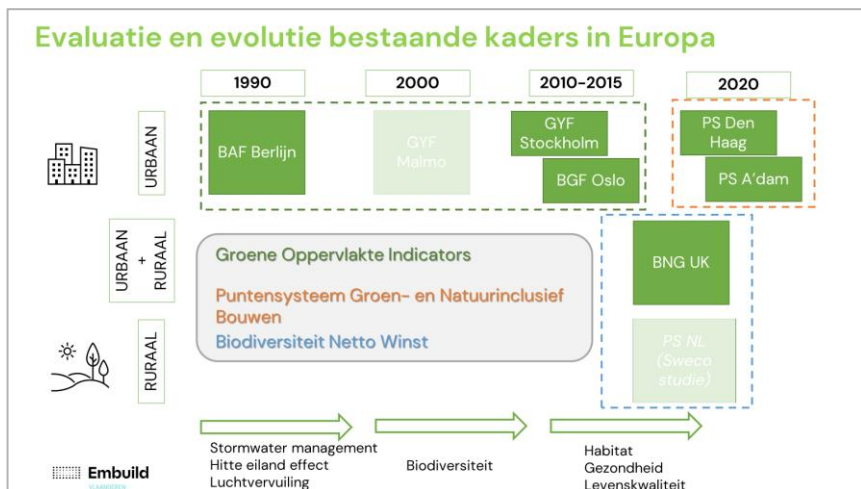 Evaluatie en evolutie bestaande kaders in Europa
1990
2000
2010-2015
2020
URBAAN
BAF Berlijn
GYF
Malmo
GYF
Stockholm
BGF Oslo
PS Den
Haag
PS A'dam
URBAAN
+
RURAAL
Groene Oppervlakte Indicators
Puntensysteem Groen- en Natuurinclusief
Bouwen
Biodiversiteit Netto Winst
BNG UK
RURAAL
PS NL
(Sweco
studie)
Stormwater management
Hitte eiland effect
Luchtvervuiling
Biodiversiteit
Habitat
Gezondheid
Levenskwaliteit
Embuild
VLAANDEREN